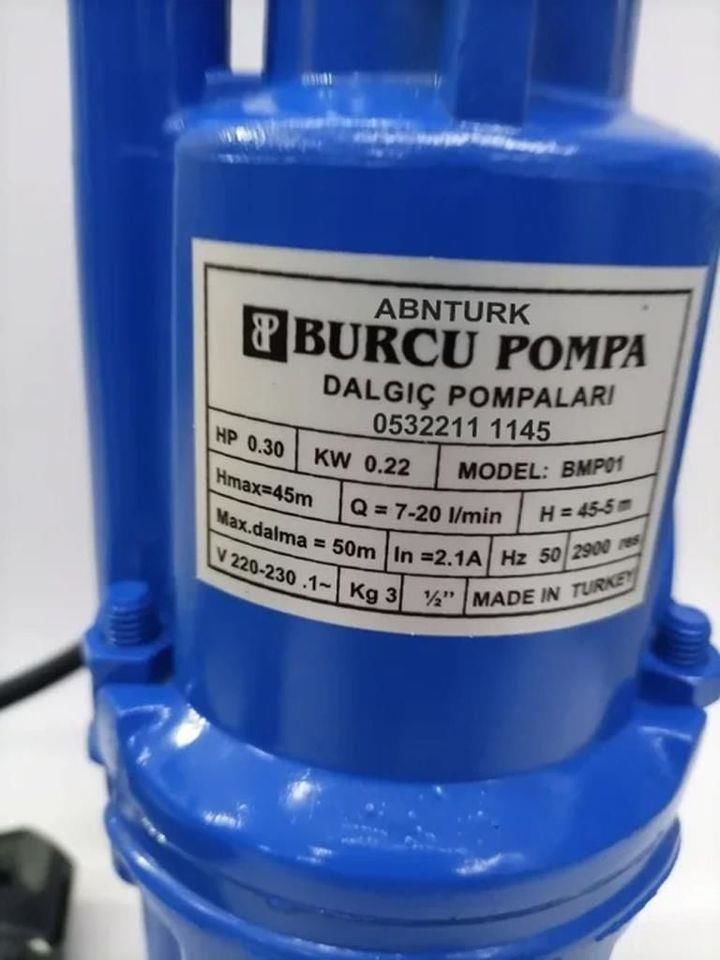 ABNTURK
BP BURCU POMPA
DALGIÇ POMPALARI
0532211 1145
HP 0.30 KW 0.22 MODEL: BMP01
Hmax=45m Q = 7-20 l/min H = 45-5 m
Max.dalma = 50m In =2.1A Hz 50 2900
V 220-230 .1~ Kg 3 ½" MADE IN TURKEY